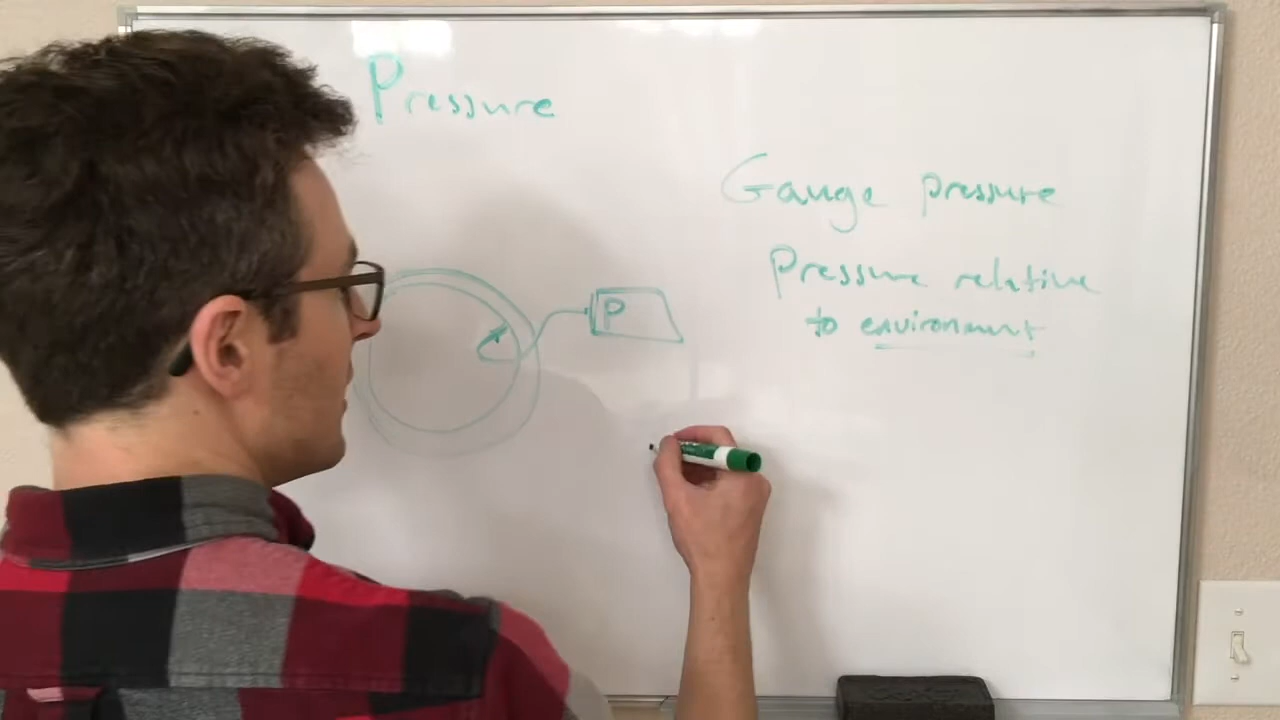 Pressure
Gauge pressure
Pressure relative
to environment
P